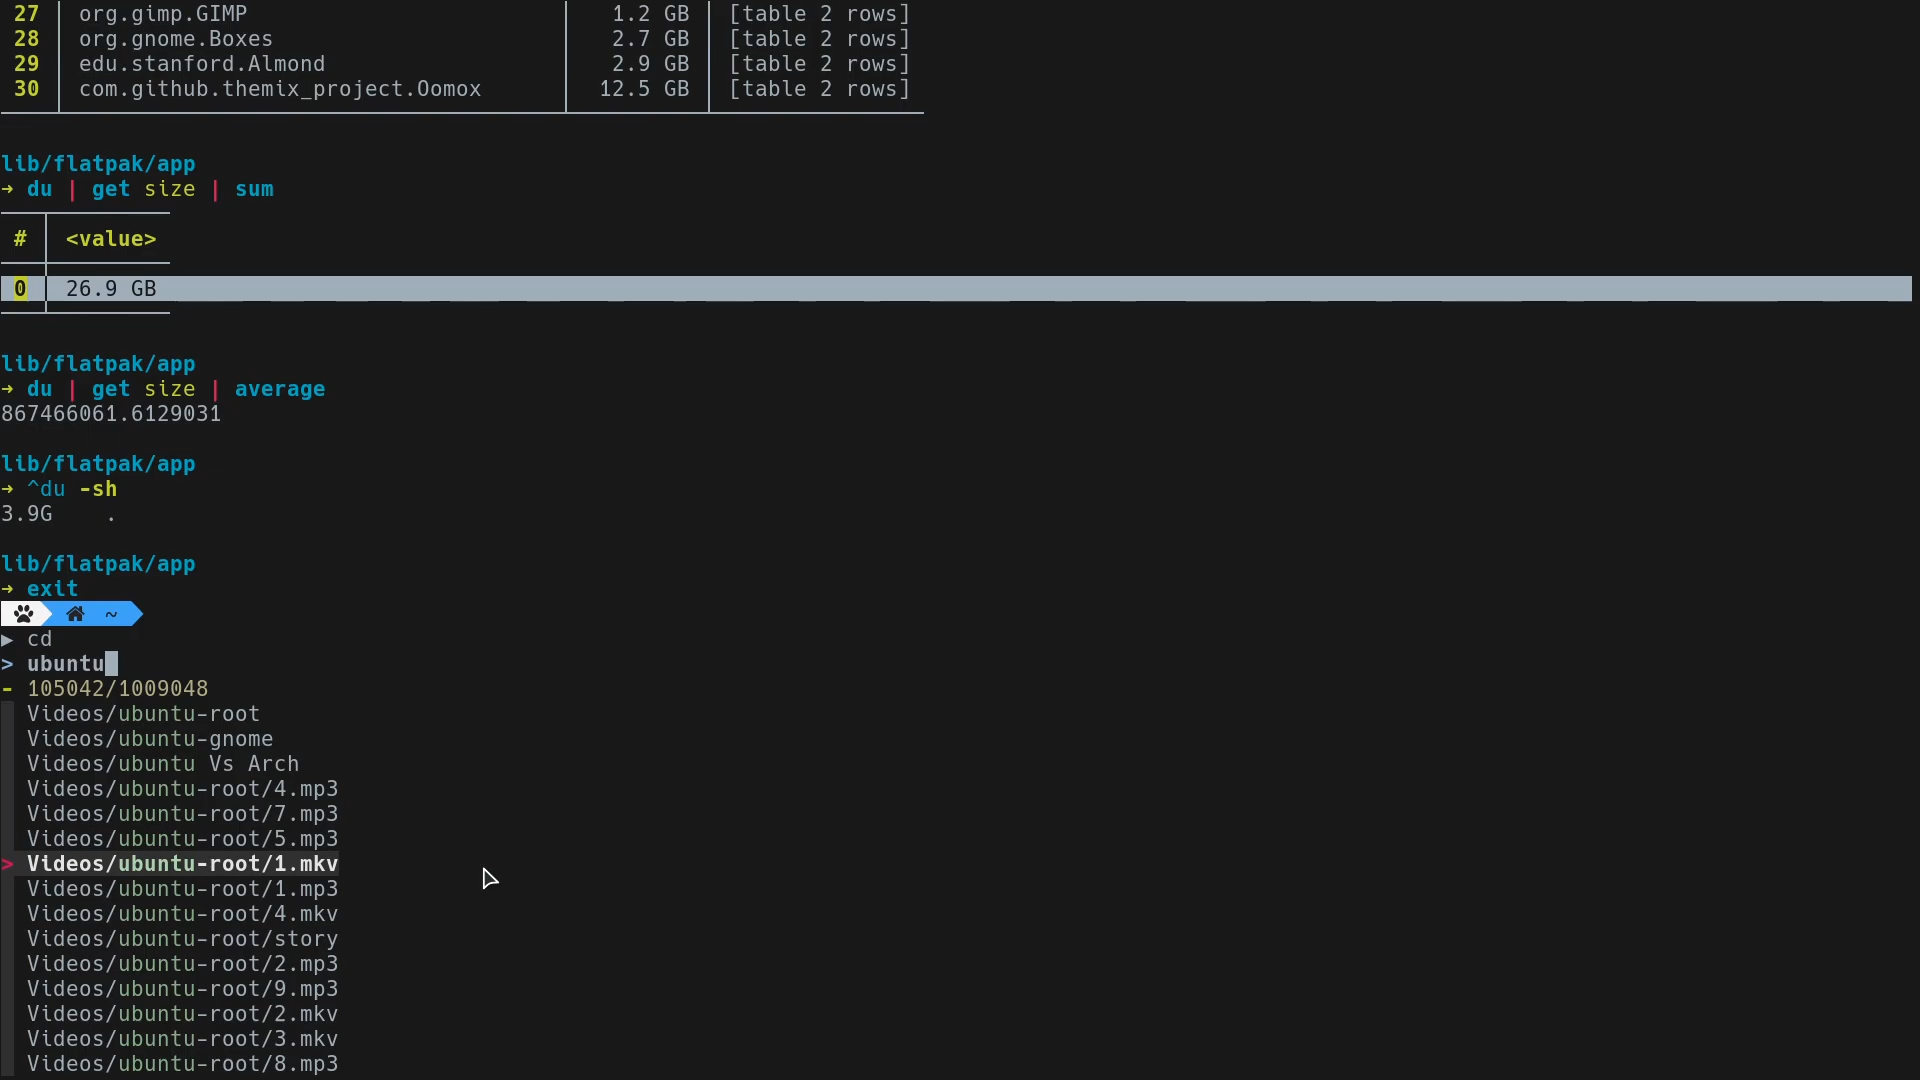 27 org.gimp.GIMP 1.2 GB [table 2 rows]
28 org.gnome.Boxes 2.7 GB [table 2 rows]
29 edu.stanford.Almond 2.9 GB [table 2 rows]
30 com.github.themix_project.Oomox 12.5 GB [table 2 rows]
lib/flatpak/app
→ du | get size | sum
# <value>
0 26.9 GB
lib/flatpak/app
→ du | get size | average
867466061.6129031
lib/flatpak/app
→ ^du -sh
3.9G .
lib/flatpak/app
→ exit
~
▶ cd
> ubuntu
- 105042/1009048
Videos/ubuntu-root
Videos/ubuntu-gnome
Videos/ubuntu Vs Arch
Videos/ubuntu-root/4.mp3
Videos/ubuntu-root/7.mp3
Videos/ubuntu-root/5.mp3
> Videos/ubuntu-root/1.mkv
Videos/ubuntu-root/1.mp3
Videos/ubuntu-root/4.mkv
Videos/ubuntu-root/story
Videos/ubuntu-root/2.mp3
Videos/ubuntu-root/9.mp3
Videos/ubuntu-root/2.mkv
Videos/ubuntu-root/3.mkv
Videos/ubuntu-root/8.mp3